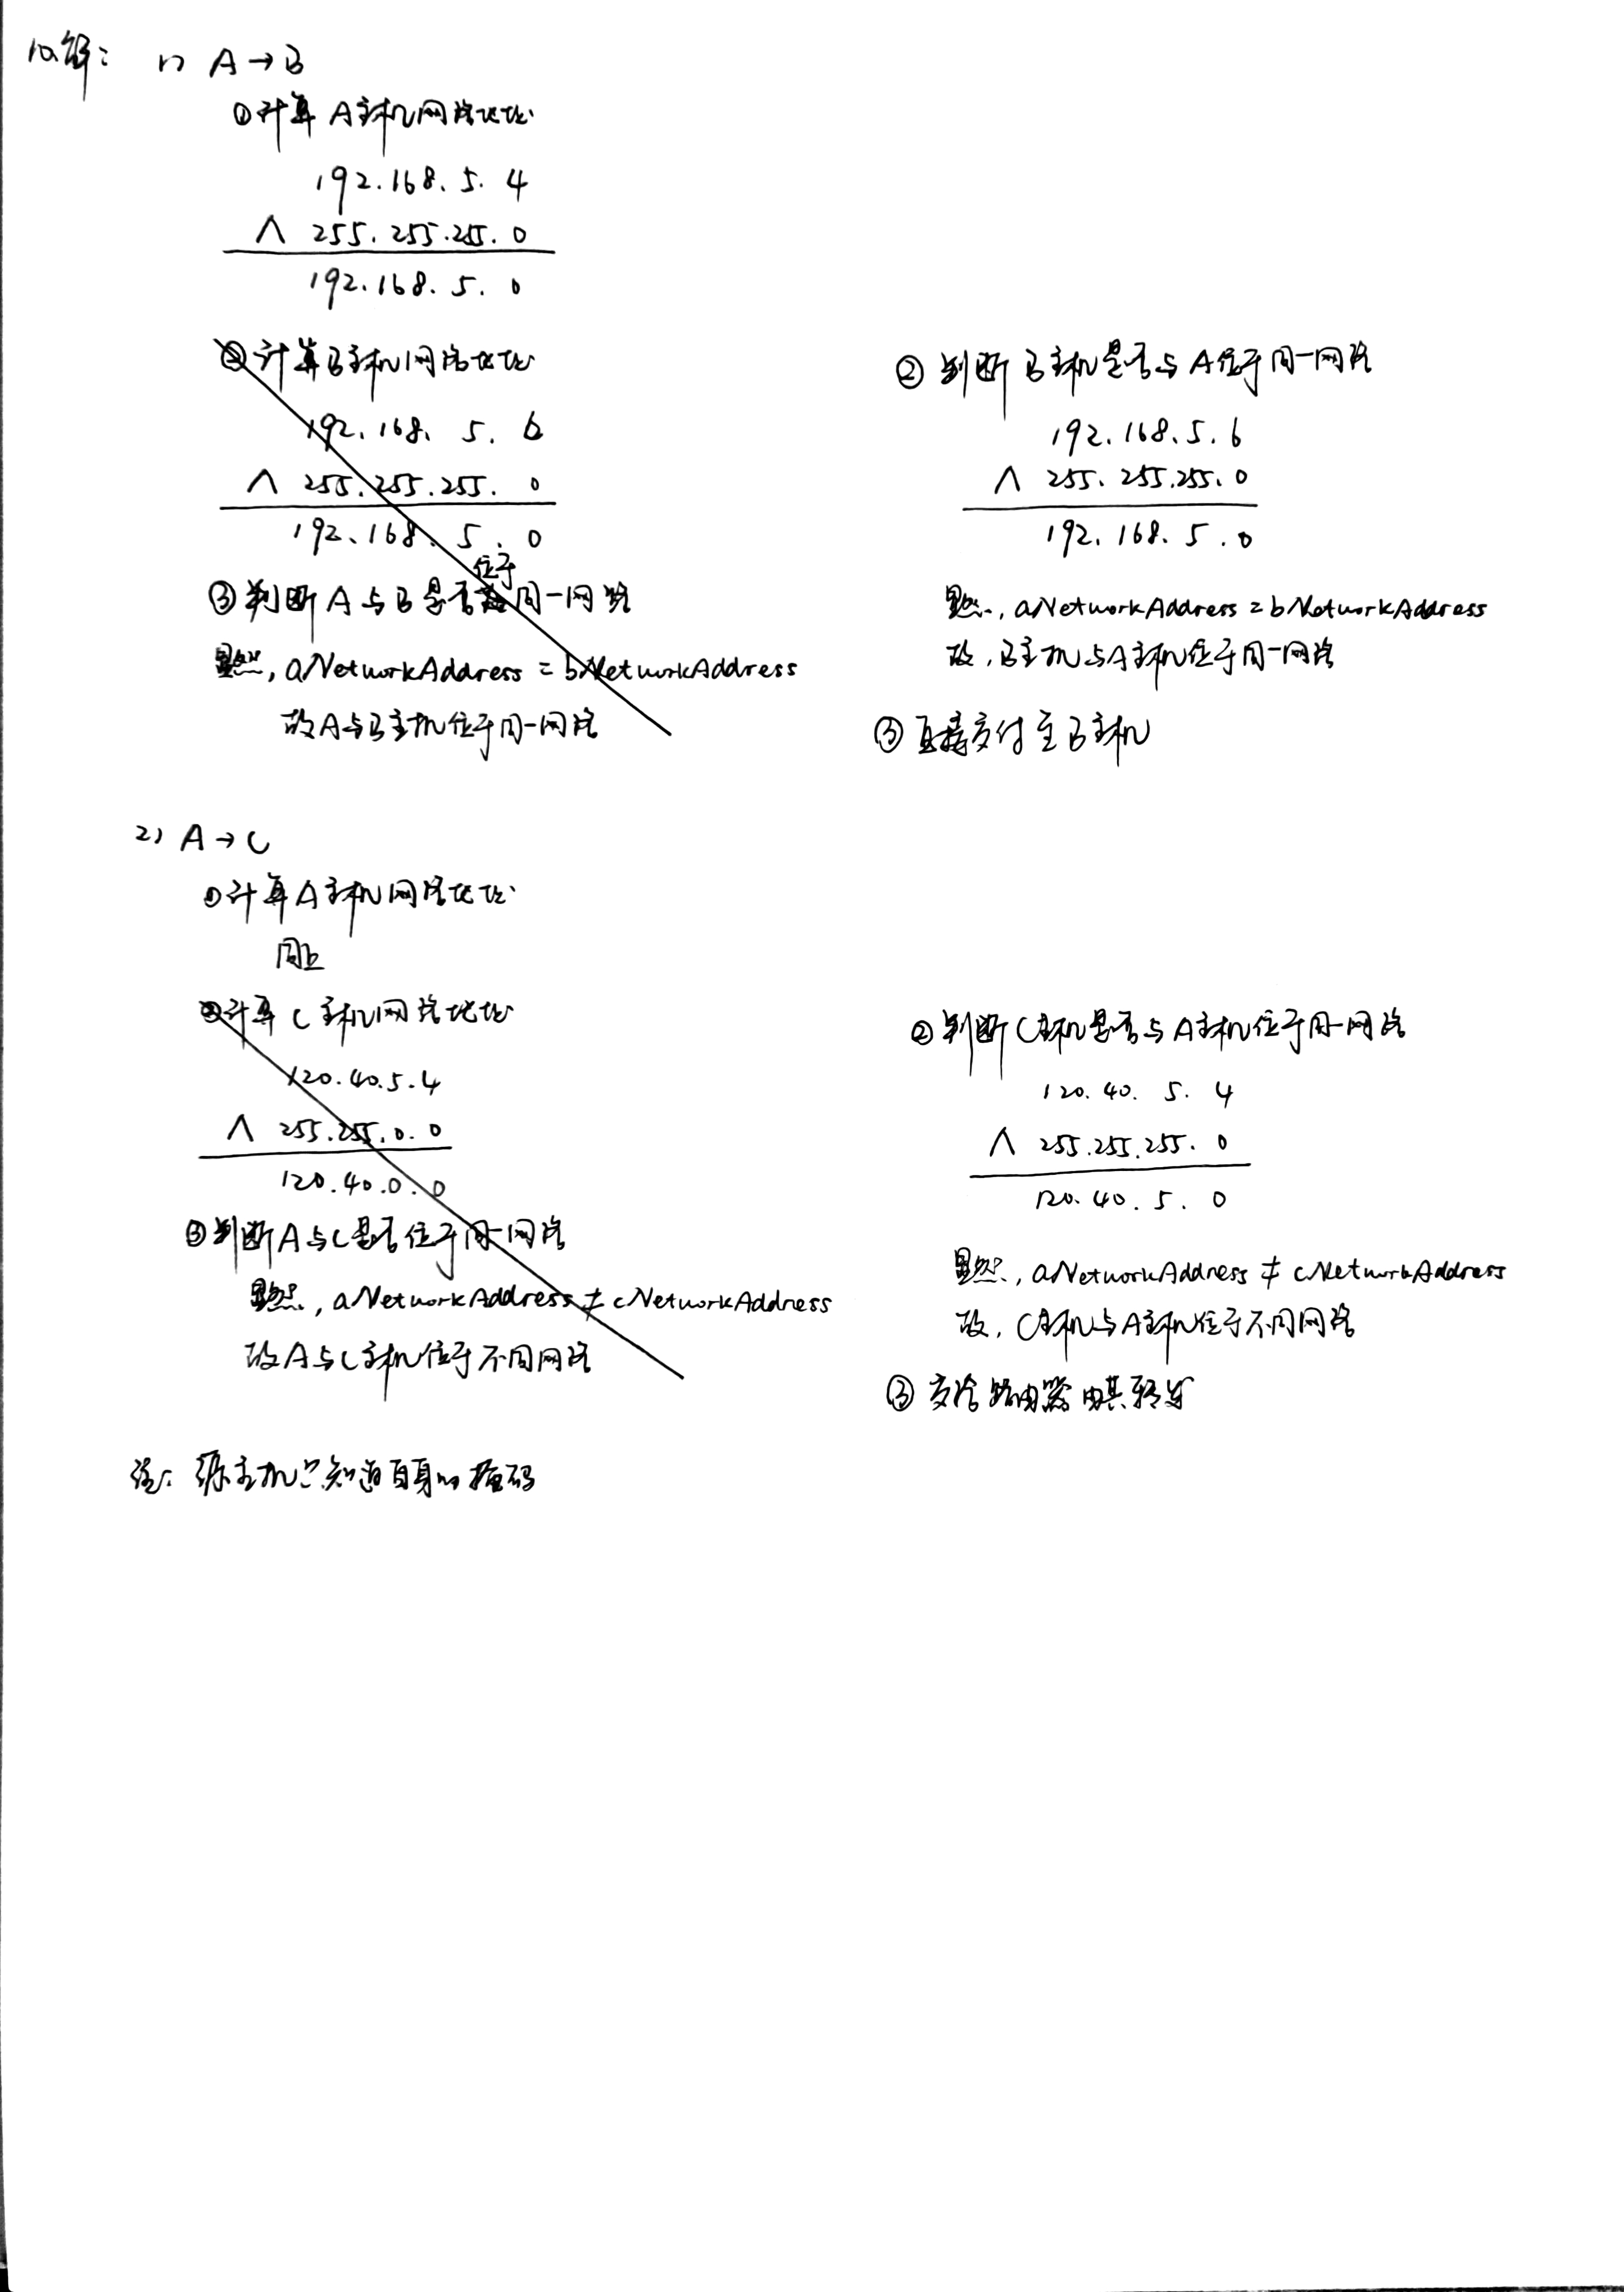 10.解：
1) A→B
①计算A主机网络地址
192.168.5.4
∧ 255.255.255.0
192.168.5.0
②计算B主机网络地址
192.168.5.6
∧ 255.255.255.0
192.168.5.0
③判断A与B是否位于同一网络
显然，aNetworkAddress = bNetworkAddress
故A与B主机位于同一网络
②判断B主机是否与A位于同一网络
192.168.5.6
∧ 255.255.255.0
192.168.5.0
显然，aNetworkAddress = bNetworkAddress
故，B主机与A主机位于同一网络
③直接交付至B主机
2) A→C
①计算A主机网络地址
同上
②计算C主机网络地址
120.40.5.4
∧ 255.255.0.0
120.40.0.0
③判断A与C是否位于同一网络
显然，aNetworkAddress ≠ cNetworkAddress
故A与C主机位于不同网络
②判断C主机是否与A主机位于同一网络
120.40.5.4
∧ 255.255.255.0
120.40.5.0
显然，aNetworkAddress ≠ cNetworkAddress
故，C主机与A主机位于不同网络
③交给路由器由其转发
注：源主机只知道自身的掩码